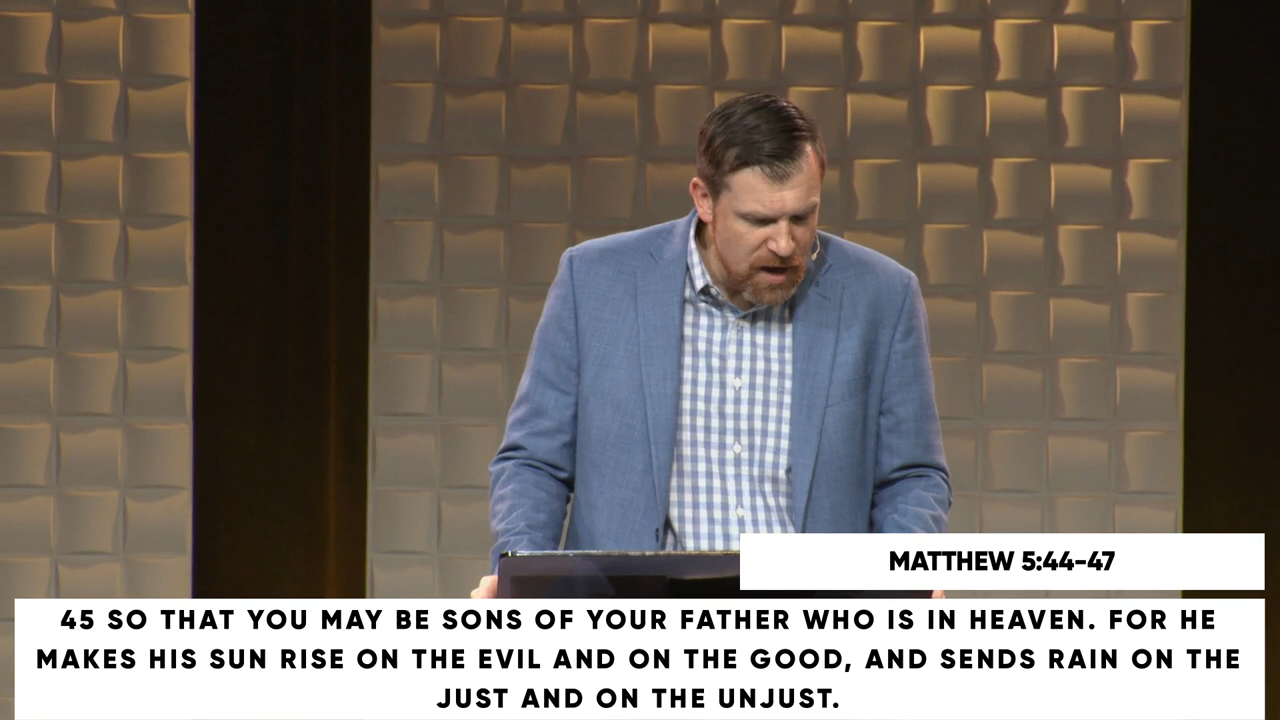 MATTHEW 5:44-47
45 SO THAT YOU MAY BE SONS OF YOUR FATHER WHO IS IN HEAVEN. FOR HE
MAKES HIS SUN RISE ON THE EVIL AND ON THE GOOD, AND SENDS RAIN ON THE
JUST AND ON THE UNJUST.